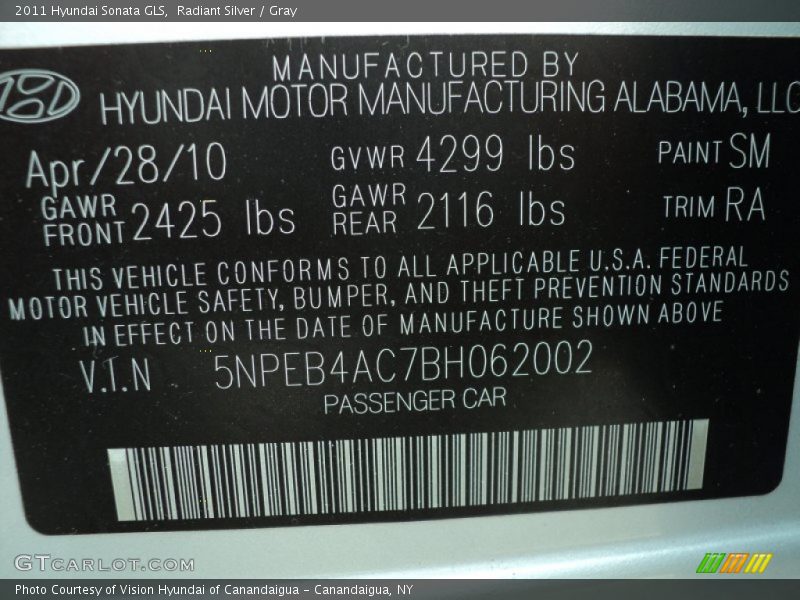 2011 Hyundai Sonata GLS, Radiant Silver / Gray
MANUFACTURED BY
HYUNDAI MOTOR MANUFACTURING ALABAMA, LLC
Apr/28/10 GVWR 4299 lbs PAINT SM
GAWR FRONT 2425 lbs GAWR REAR 2116 lbs TRIM RA
THIS VEHICLE CONFORMS TO ALL APPLICABLE U.S.A. FEDERAL
MOTOR VEHICLE SAFETY, BUMPER, AND THEFT PREVENTION STANDARDS
IN EFFECT ON THE DATE OF MANUFACTURE SHOWN ABOVE
V.I.N 5NPEB4AC7BH062002
PASSENGER CAR
GTCARLOT.COM
Photo Courtesy of Vision Hyundai of Canandaigua - Canandaigua, NY